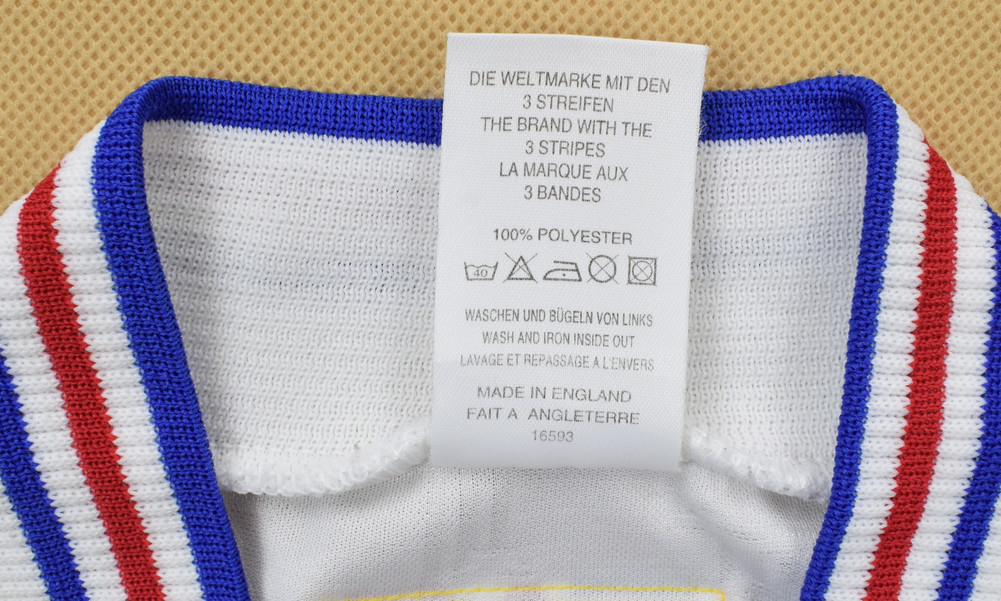 DIE WELTMARKE MIT DEN
3 STREIFEN
THE BRAND WITH THE
3 STRIPES
LA MARQUE AUX
3 BANDES
100% POLYESTER
40
WASCHEN UND BÜGELN VON LINKS
WASH AND IRON INSIDE OUT
LAVAGE ET REPASSAGE A L'ENVERS
MADE IN ENGLAND
FAIT A ANGLETERRE
16593